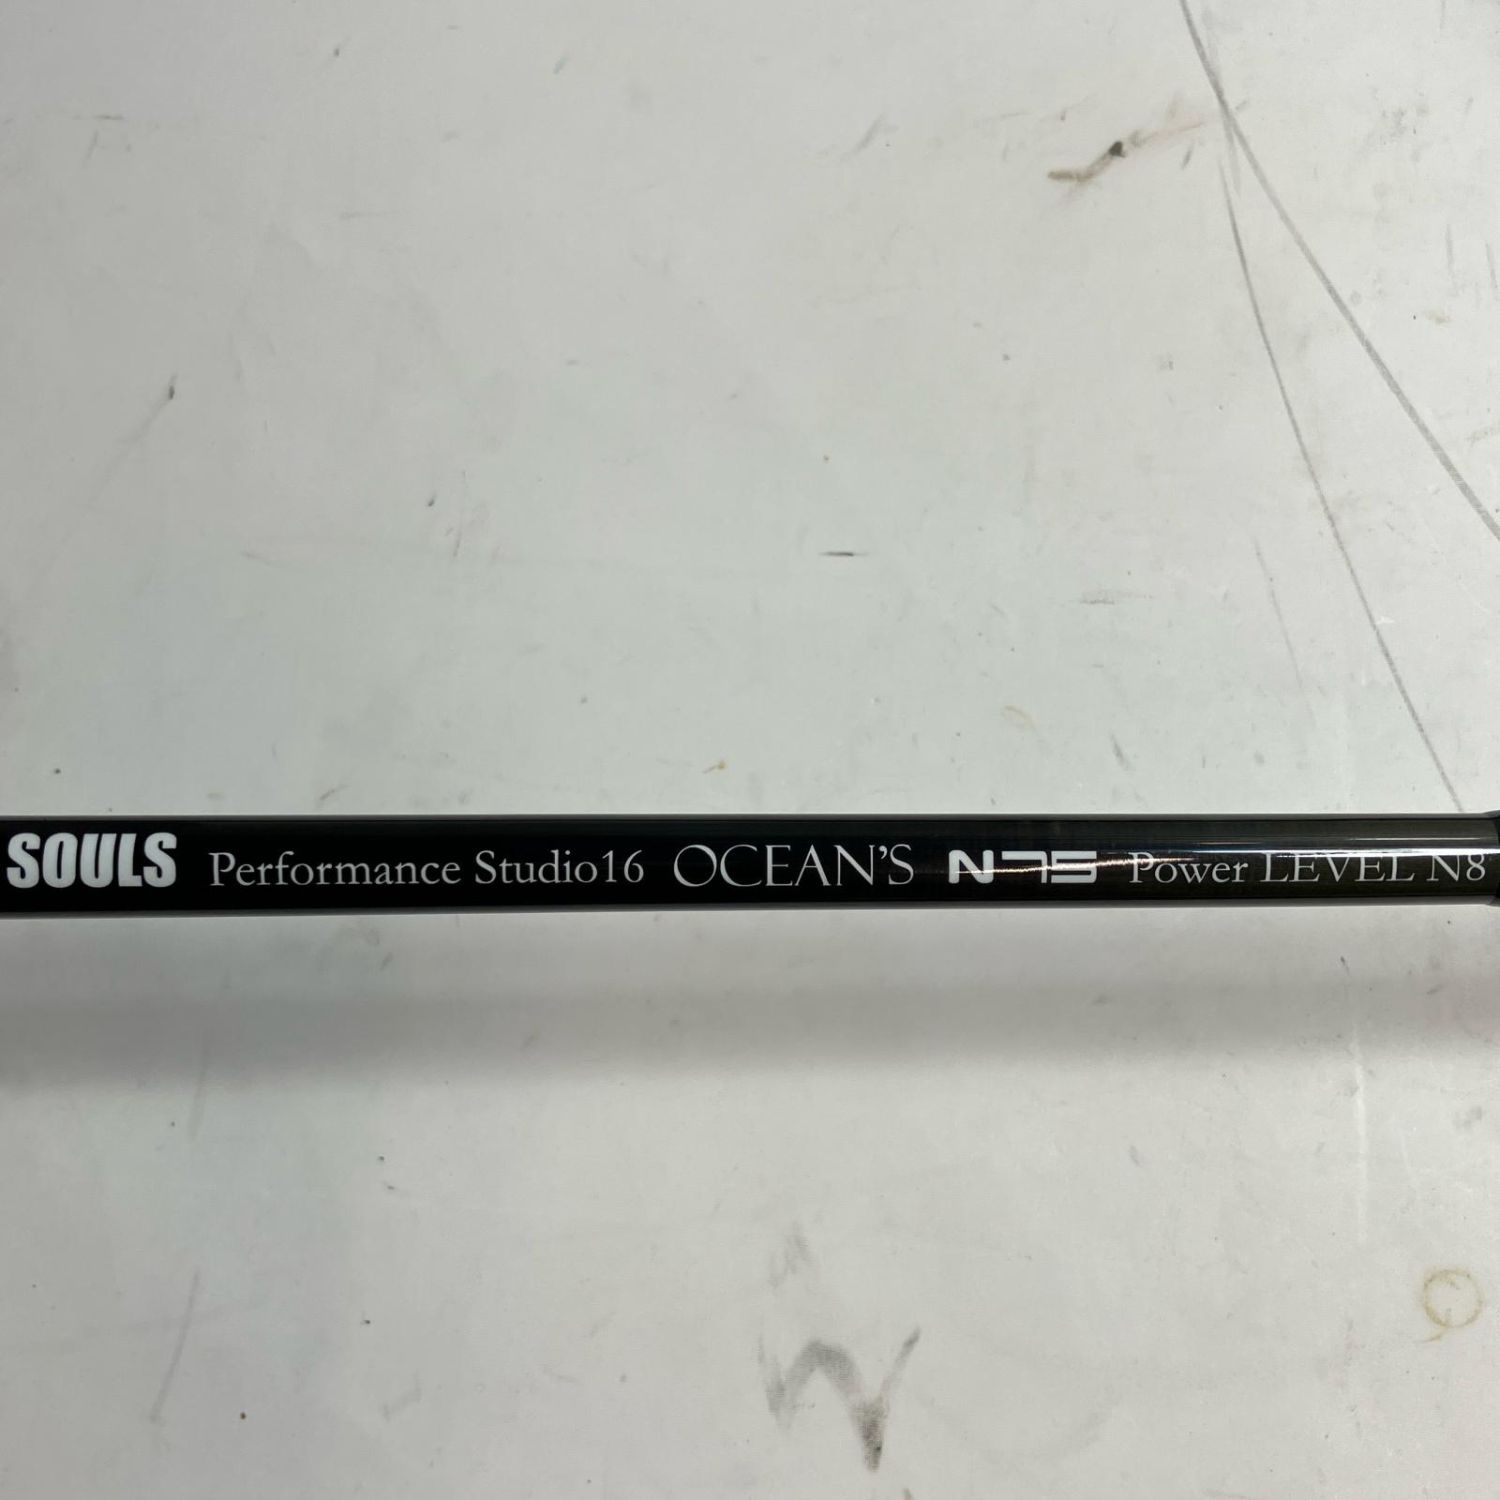 SOULS Performance Studio16 OCEAN'S N75 Power LEVEL N8